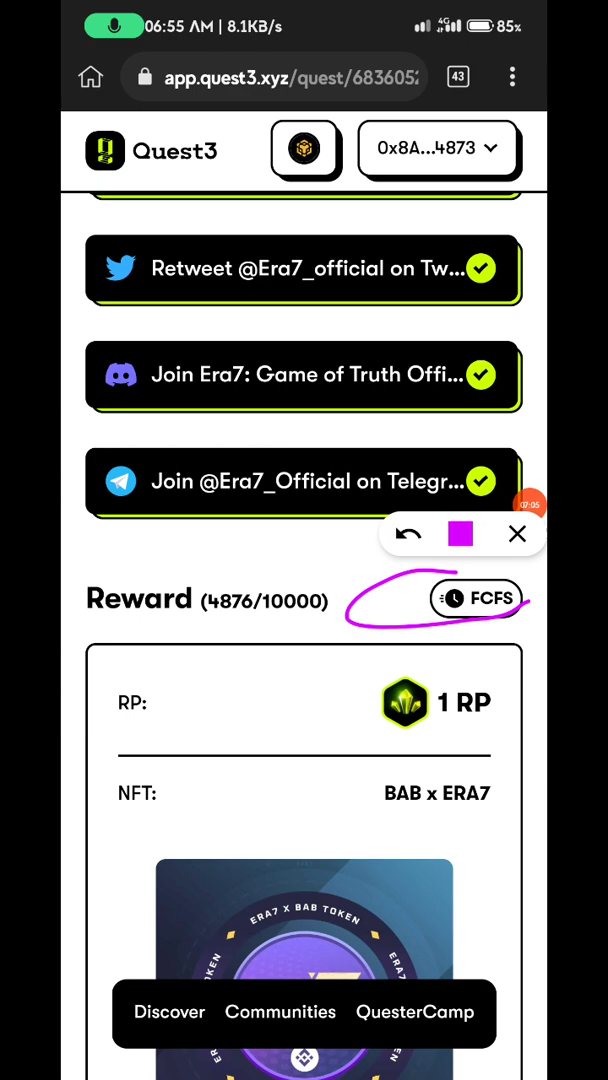 06:55 AM | 8.1KB/s
4G
85%
app.quest3.xyz/quest/6836052
43
Quest3
0x8A...4873
Retweet @Era7_official on Tw...
Join Era7: Game of Truth Offi...
Join @Era7_Official on Telegr...
07:05
Reward (4876/10000)
FCFS
RP:
1 RP
NFT:
BAB x ERA7
ERA7 X BAB TOKEN
Discover
Communities
QuesterCamp